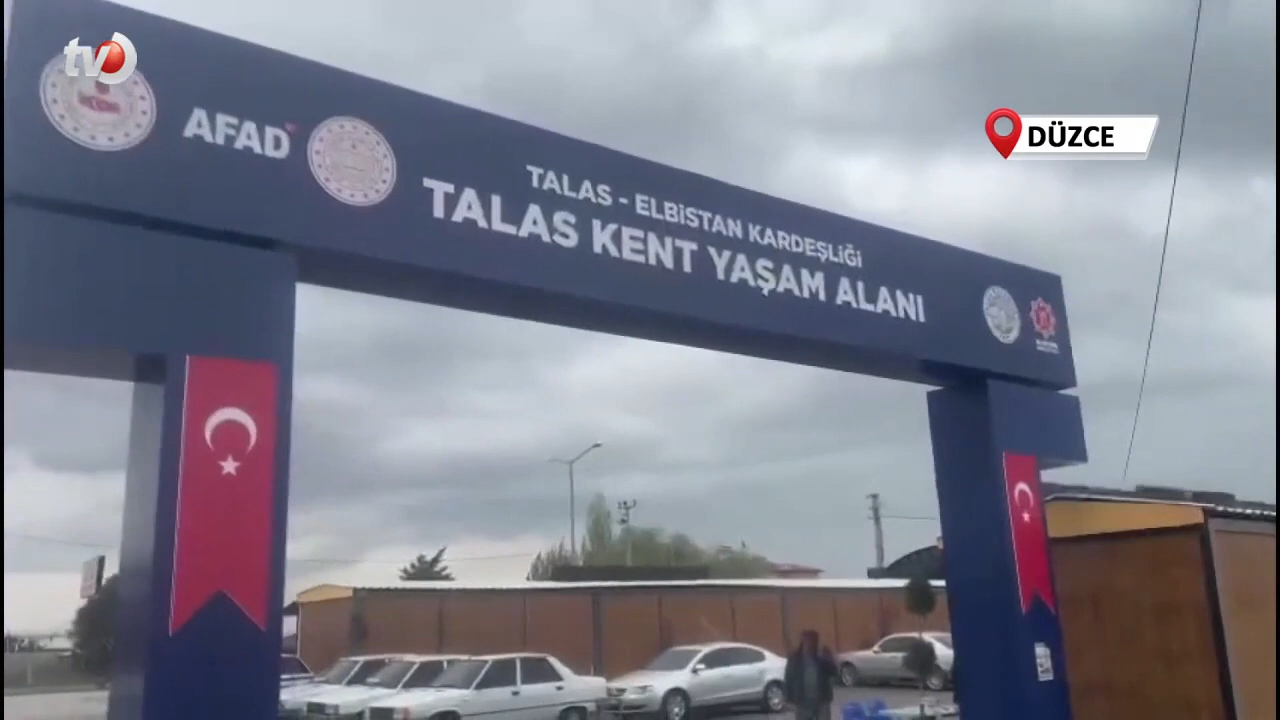 tv
AFAD
DÜZCE
TALAS - ELBİSTAN KARDEŞLİĞİ
TALAS KENT YAŞAM ALANI